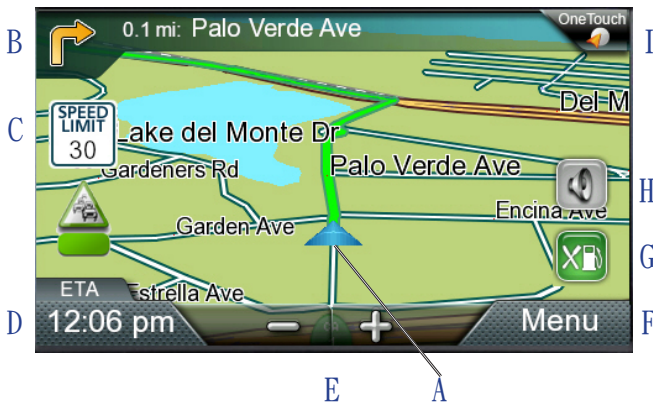 B
0.1 mi: Palo Verde Ave
OneTouch
I
Del M
C
SPEED
LIMIT
30
Lake del Monte Dr
Gardeners Rd
Palo Verde Ave
H
Encina Ave
Garden Ave
G
ETA
Estrella Ave
D
12:06 pm
Menu
F
E
A